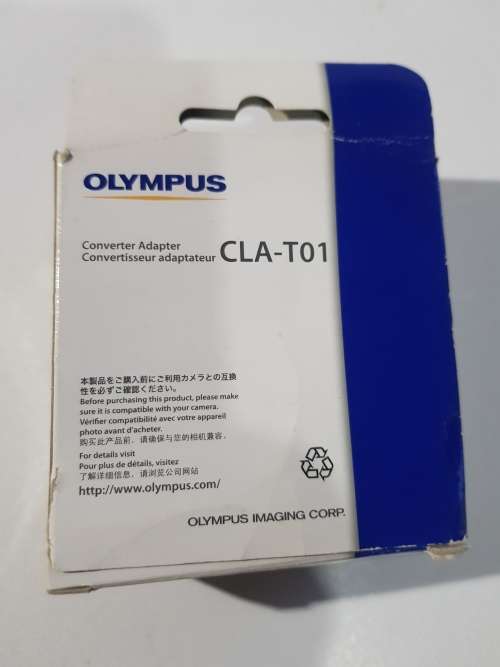 OLYMPUS
Converter Adapter
Convertisseur adaptateur CLA-T01
本製品をご購入前にご利用カメラとの互換
性を必ずご確認ください。
Before purchasing this product, please make
sure it is compatible with your camera.
Vérifier compatibilité avec votre appareil
photo avant d'acheter.
购买此产品前，请确保与您的相机兼容。
For details visit
Pour plus de détails, visitez
了解详细信息，请浏览公司网站
http://www.olympus.com/
OLYMPUS IMAGING CORP.